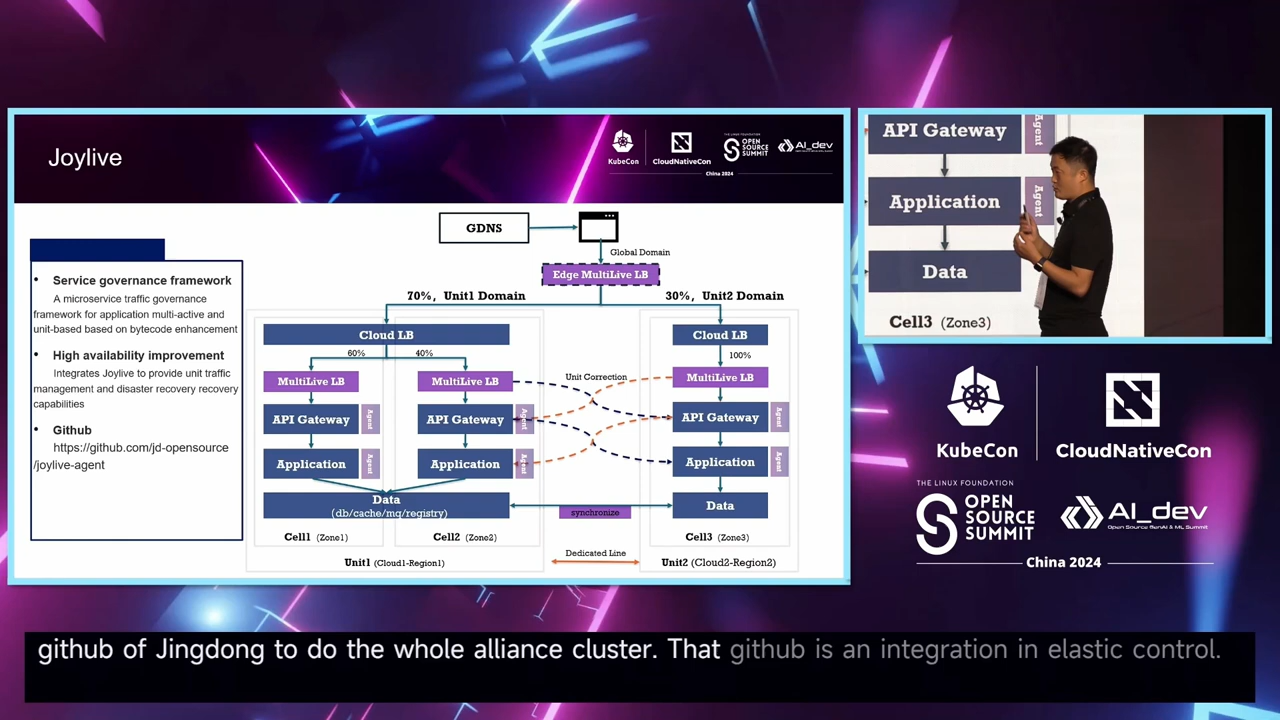 Joylive
KubeCon
CloudNativeCon
THE LINUX FOUNDATION
OPEN
SOURCE
SUMMIT
AI_dev
China 2024
• Service governance framework
A microservice traffic governance
framework for application multi-active and
unit-based based on bytecode enhancement
• High availability improvement
Integrates Joylive to provide unit traffic
management and disaster recovery recovery
capabilities
• Github
https://github.com/jd-opensource
/joylive-agent
GDNS
Global Domain
Edge MultiLive LB
70%, Unit1 Domain
30%, Unit2 Domain
Cloud LB
Cloud LB
60%
40%
100%
MultiLive LB
MultiLive LB
Unit Correction
MultiLive LB
API Gateway
Agent
API Gateway
Agent
API Gateway
Agent
Application
Agent
Application
Agent
Application
Agent
Data
(db/cache/mq/registry)
synchronize
Data
Cell1 (Zone1)
Cell2 (Zone2)
Cell3 (Zone3)
Unit1 (Cloud1-Region1)
Dedicated Line
Unit2 (Cloud2-Region2)
API Gateway
Agent
Application
Agent
Data
Cell3 (Zone3)
KubeCon
CloudNativeCon
THE LINUX FOUNDATION
OPEN
SOURCE
SUMMIT
AI_dev
Open Source GenAI & ML Summit
China 2024
github of Jingdong to do the whole alliance cluster. That github is an integration in elastic control.